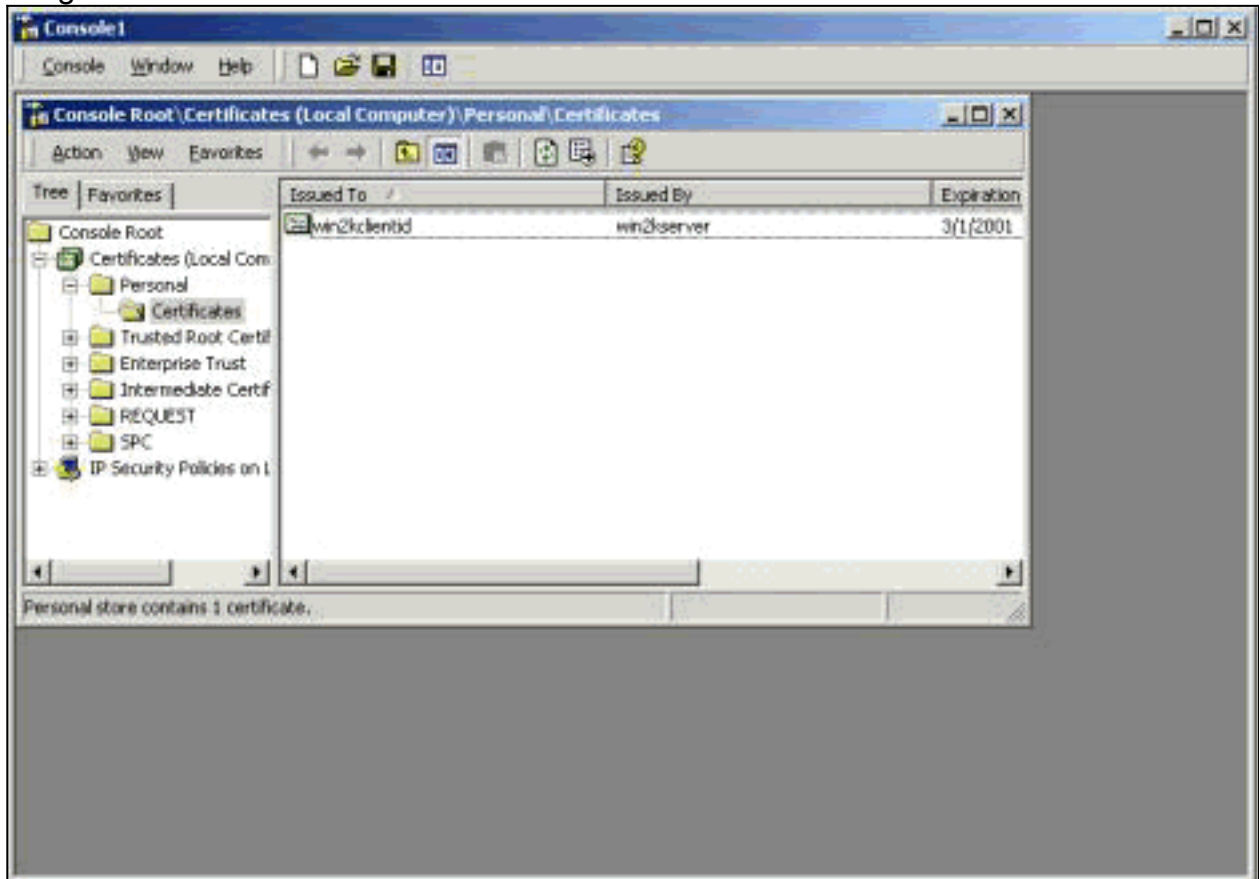 Console1
Console Window Help
Console Root\Certificates (Local Computer)\Personal\Certificates
Action View Favorites
Tree Favorites
Issued To Issued By Expiration
win2kclientid win2kserver 3/1/2001
Console Root
Certificates (Local Com
Personal
Certificates
Trusted Root Certif
Enterprise Trust
Intermediate Certif
REQUEST
SPC
IP Security Policies on L
Personal store contains 1 certificate.